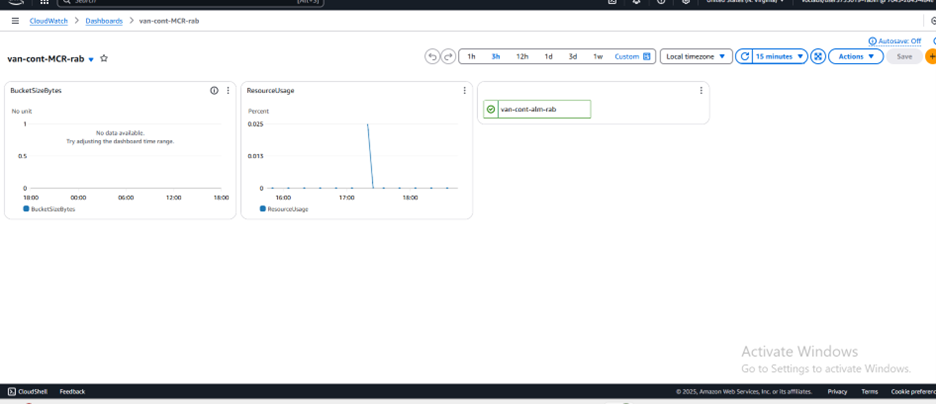 Search
[Alt+S]
CloudWatch > Dashboards > van-cont-MCR-rab
Autosave: Off
van-cont-MCR-rab
1h 3h 12h 1d 3d 1w Custom Local timezone 15 minutes Actions Save
BucketSizeBytes
No unit
1
0.5
0
No data available.
Try adjusting the dashboard time range.
18:00 00:00 06:00 12:00 18:00
BucketSizeBytes
ResourceUsage
Percent
0.025
0.015
0
16:00 17:00 18:00
ResourceUsage
van-cont-alm-rab
Activate Windows
Go to Settings to activate Windows.
CloudShell Feedback
© 2025, Amazon Web Services, Inc. or its affiliates. Privacy Terms Cookie preferenc